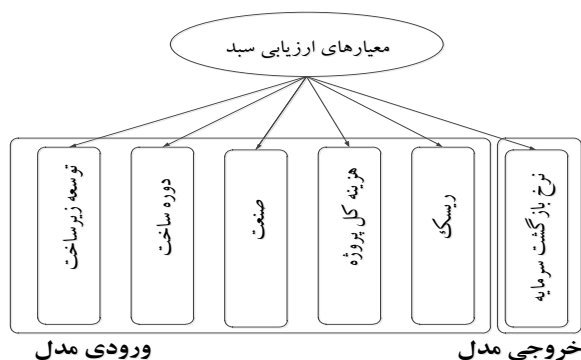 معیارهای ارزیابی سبد
نرخ بازگشت سرمایه
ریسک
هزینه کل پروژه
صنعت
دوره ساخت
توسعه زیرساخت
خروجی مدل
ورودی مدل